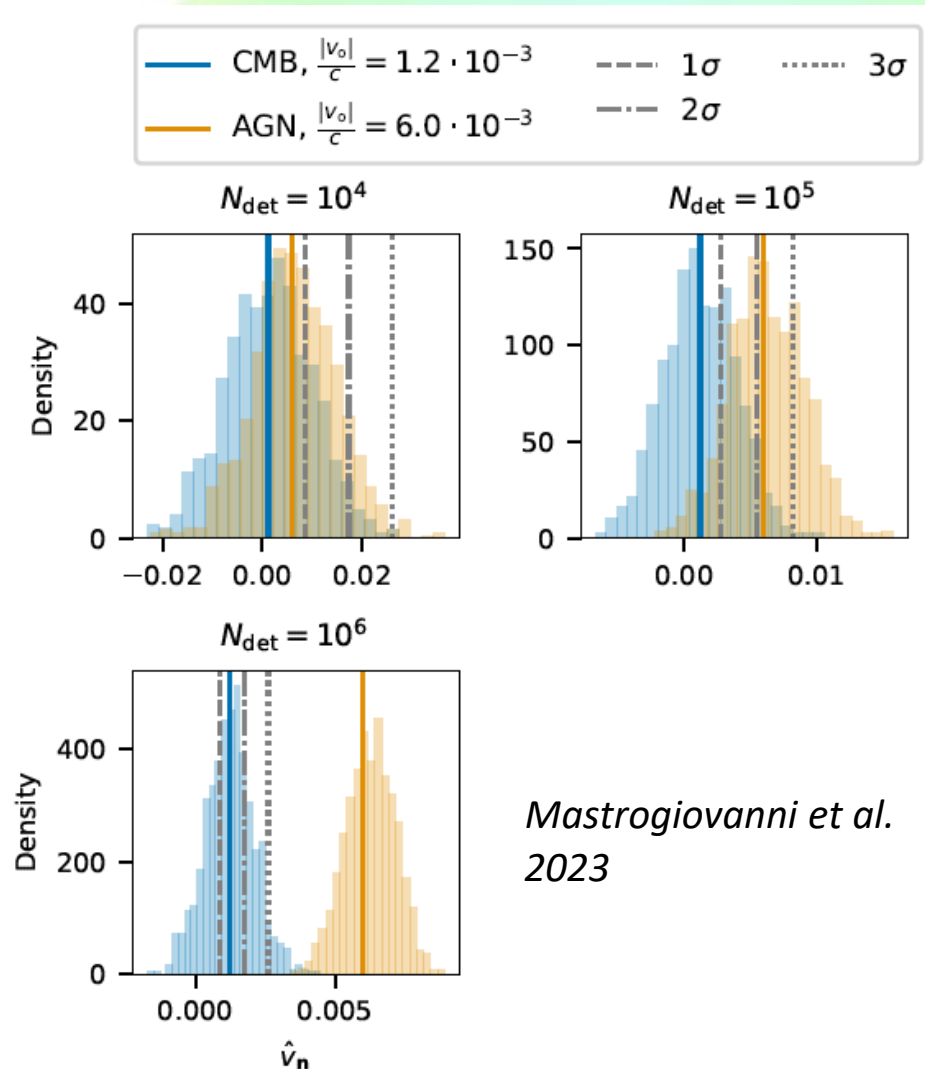 CMB, |v₀|/c = 1.2 · 10⁻³
AGN, |v₀|/c = 6.0 · 10⁻³
1σ
2σ
3σ
N_det = 10⁴
Density
40
20
0
−0.02
0.00
0.02
N_det = 10⁵
150
100
50
0
0.00
0.01
N_det = 10⁶
Density
400
200
0
0.000
0.005
v̂_n
Mastrogiovanni et al.
2023